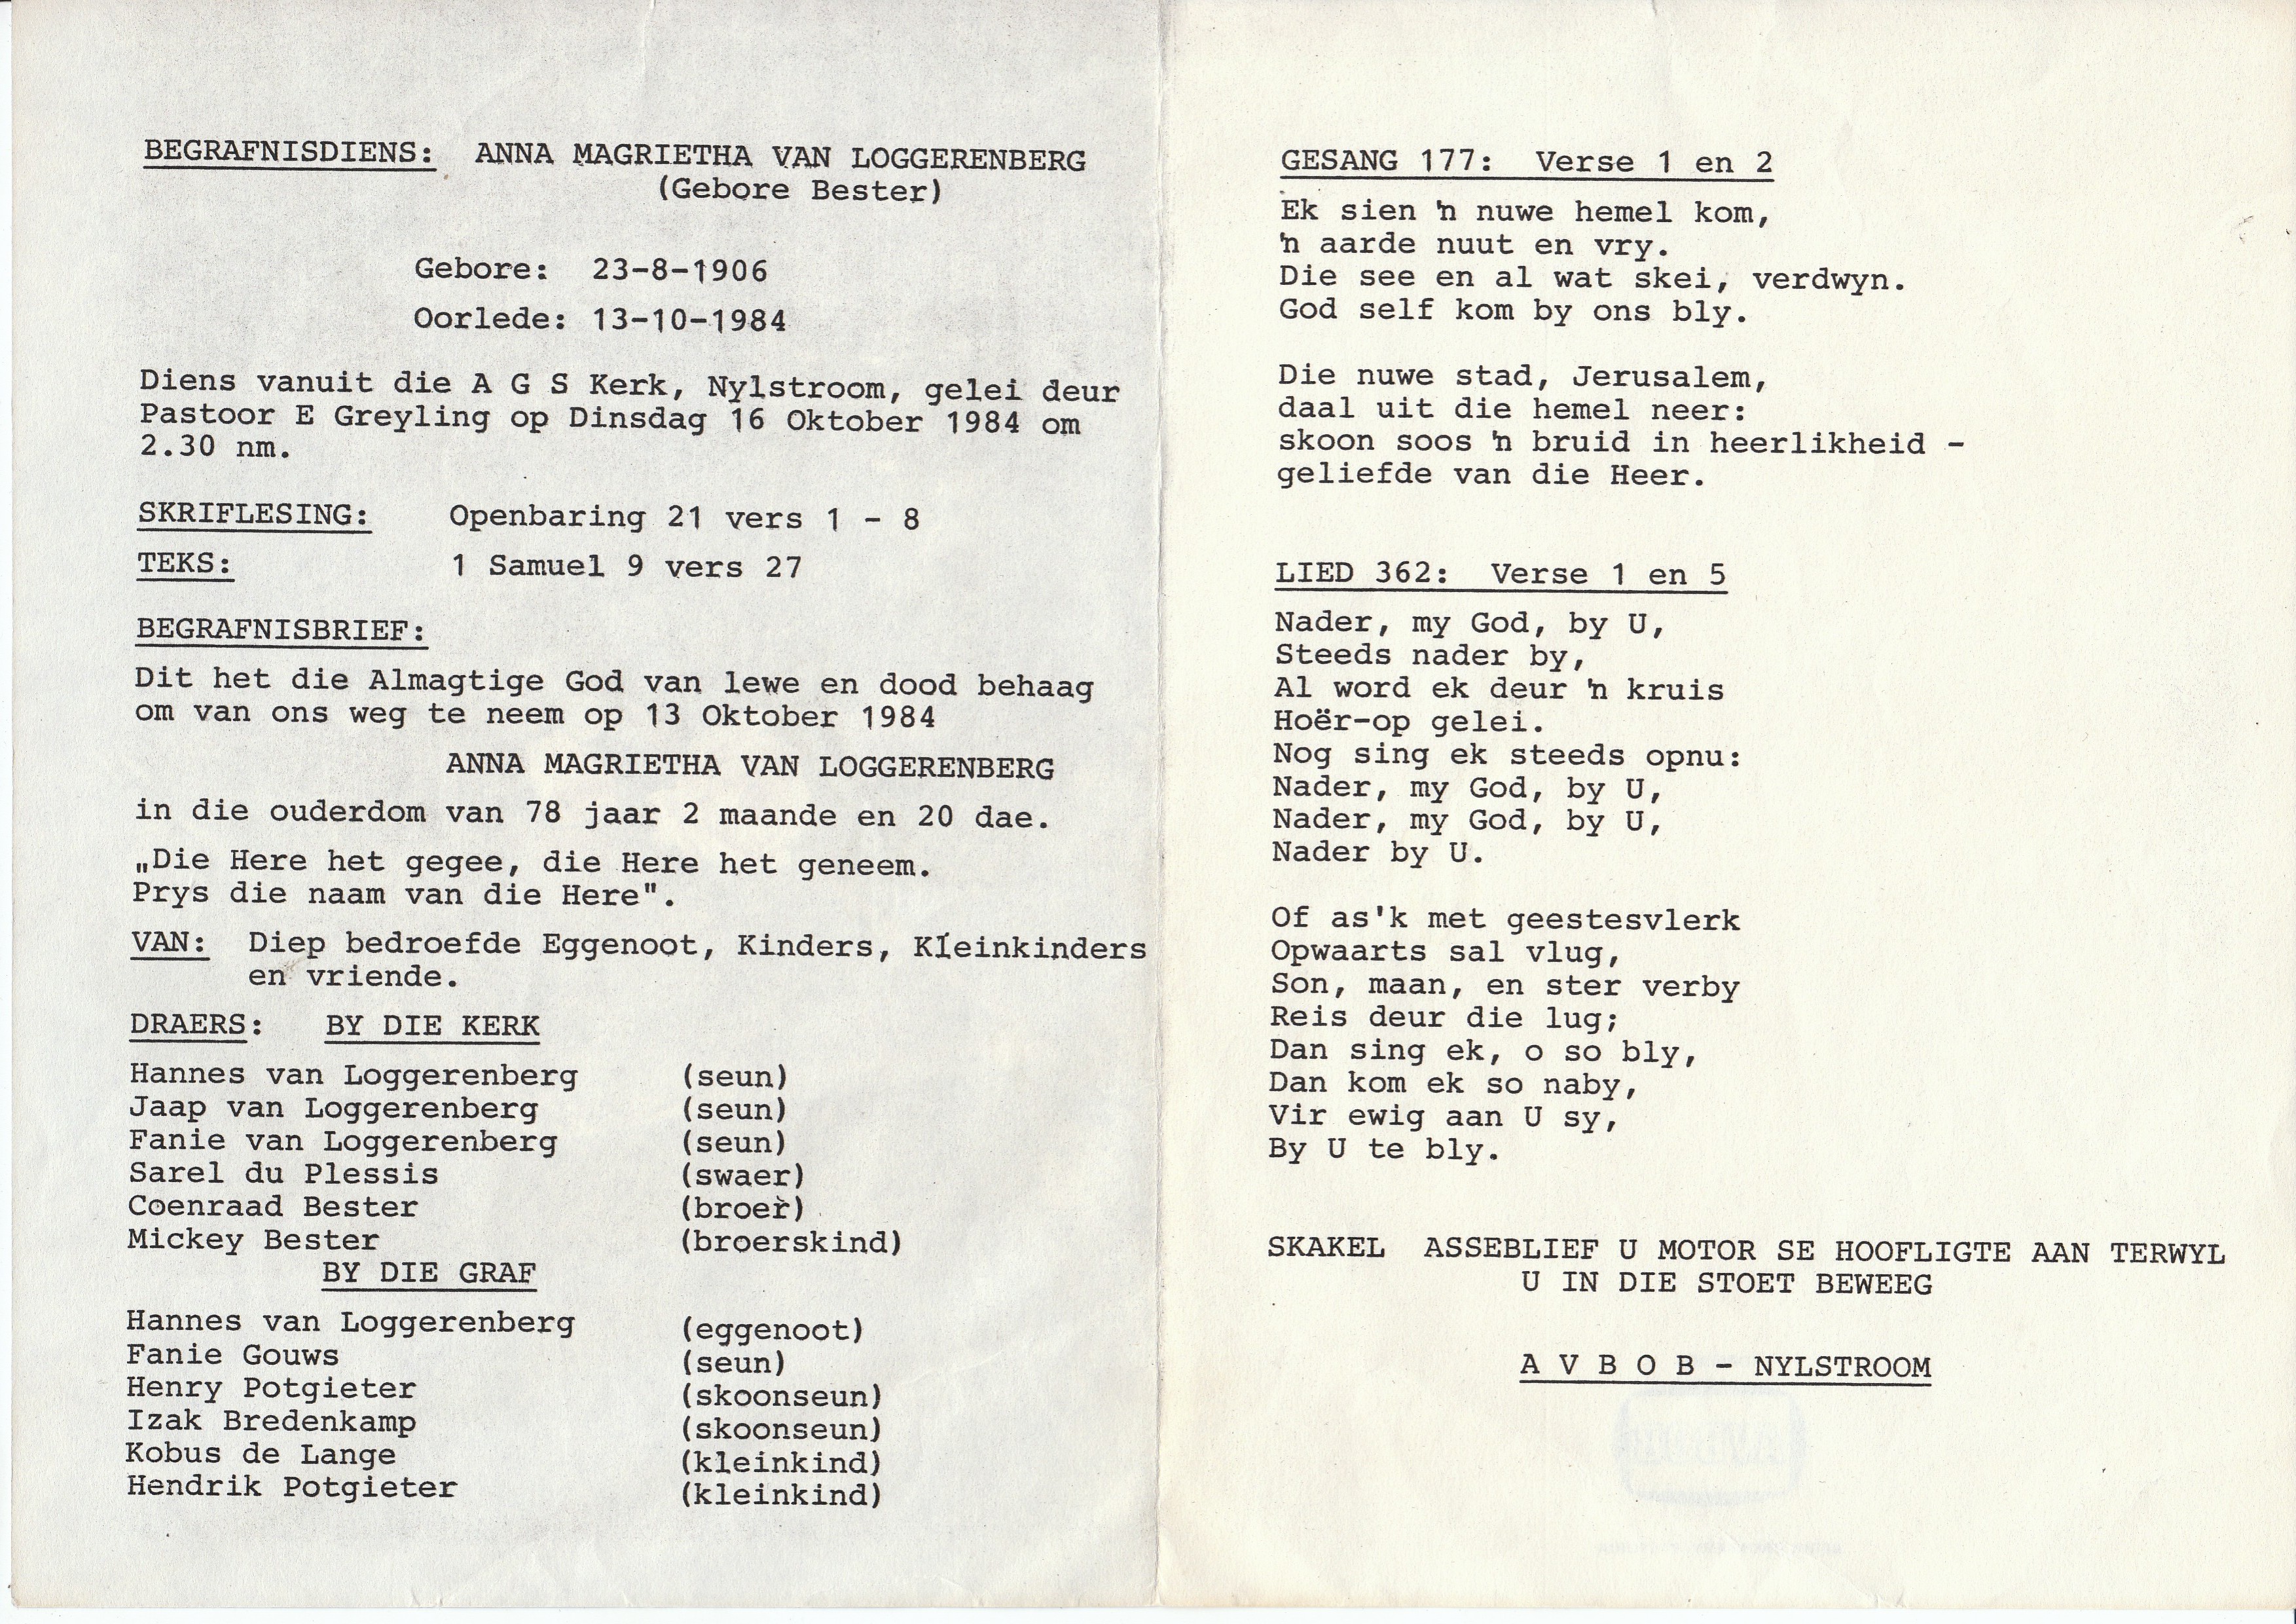 BEGRAFNISDIENS: ANNA MAGRIETHA VAN LOGGERENBERG
(Gebore Bester)
Gebore: 23-8-1906
Oorlede: 13-10-1984
Diens vanuit die A G S Kerk, Nylstroom, gelei deur
Pastoor E Greyling op Dinsdag 16 Oktober 1984 om
2.30 nm.
SKRIFLESING: Openbaring 21 vers 1 - 8
TEKS: 1 Samuel 9 vers 27
BEGRAFNISBRIEF:
Dit het die Almagtige God van lewe en dood behaag
om van ons weg te neem op 13 Oktober 1984
ANNA MAGRIETHA VAN LOGGERENBERG
in die ouderdom van 78 jaar 2 maande en 20 dae.
„Die Here het gegee, die Here het geneem.
Prys die naam van die Here".
VAN: Diep bedroefde Eggenoot, Kinders, Kleinkinders
en vriende.
DRAERS: BY DIE KERK
Hannes van Loggerenberg (seun)
Jaap van Loggerenberg (seun)
Fanie van Loggerenberg (seun)
Sarel du Plessis (swaer)
Coenraad Bester (broer)
Mickey Bester (broerskind)
BY DIE GRAF
Hannes van Loggerenberg (eggenoot)
Fanie Gouws (seun)
Henry Potgieter (skoonseun)
Izak Bredenkamp (skoonseun)
Kobus de Lange (kleinkind)
Hendrik Potgieter (kleinkind)
GESANG 177: Verse 1 en 2
Ek sien 'n nuwe hemel kom,
'n aarde nuut en vry.
Die see en al wat skei, verdwyn.
God self kom by ons bly.
Die nuwe stad, Jerusalem,
daal uit die hemel neer:
skoon soos 'n bruid in heerlikheid -
geliefde van die Heer.
LIED 362: Verse 1 en 5
Nader, my God, by U,
Steeds nader by,
Al word ek deur 'n kruis
Hoër-op gelei.
Nog sing ek steeds opnu:
Nader, my God, by U,
Nader, my God, by U,
Nader by U.
Of as'k met geestesvlerk
Opwaarts sal vlug,
Son, maan, en ster verby
Reis deur die lug;
Dan sing ek, o so bly,
Dan kom ek so naby,
Vir ewig aan U sy,
By U te bly.
SKAKEL ASSEBLIEF U MOTOR SE HOOFLIGTE AAN TERWYL
U IN DIE STOET BEWEEG
A V B O B - NYLSTROOM